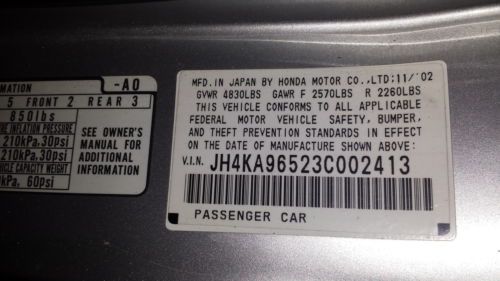 MATION -A0
5 FRONT 2 REAR 3
850lbs
INFLATION PRESSURE
210kPa,30psi
210kPa,30psi
CAPACITY WEIGHT
kPa, 60psi
SEE OWNER'S
MANUAL FOR
ADDITIONAL
INFORMATION
MFD. IN JAPAN BY HONDA MOTOR CO.,LTD:11/'02
GVWR 4830LBS GAWR F 2570LBS R 2260LBS
THIS VEHICLE CONFORMS TO ALL APPLICABLE
FEDERAL MOTOR VEHICLE SAFETY, BUMPER,
AND THEFT PREVENTION STANDARDS IN EFFECT
ON THE DATE OF MANUFACTURE SHOWN ABOVE:
V.I.N. JH4KA96523C002413
PASSENGER CAR